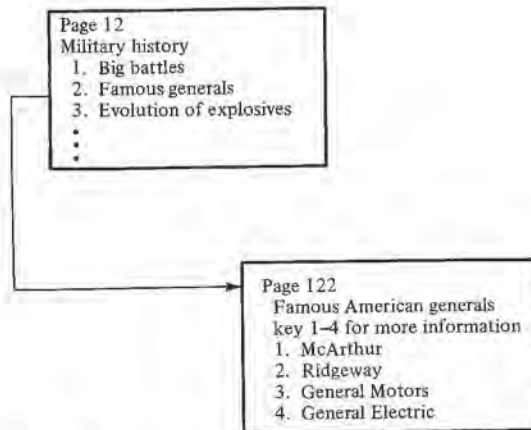 Page 12
Military history
1. Big battles
2. Famous generals
3. Evolution of explosives
Page 122
Famous American generals
key 1–4 for more information
1. McArthur
2. Ridgeway
3. General Motors
4. General Electric